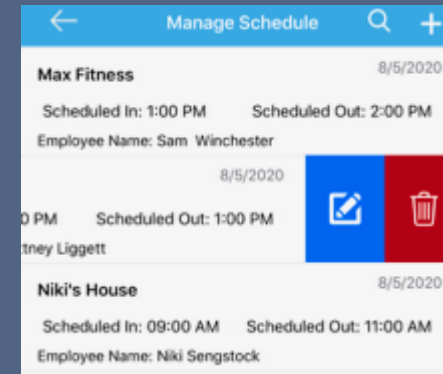 Manage Schedule
Max Fitness 8/5/2020
Scheduled In: 1:00 PM Scheduled Out: 2:00 PM
Employee Name: Sam Winchester
8/5/2020
0 PM Scheduled Out: 1:00 PM
tney Liggett
Niki's House 8/5/2020
Scheduled In: 09:00 AM Scheduled Out: 11:00 AM
Employee Name: Niki Sengstock